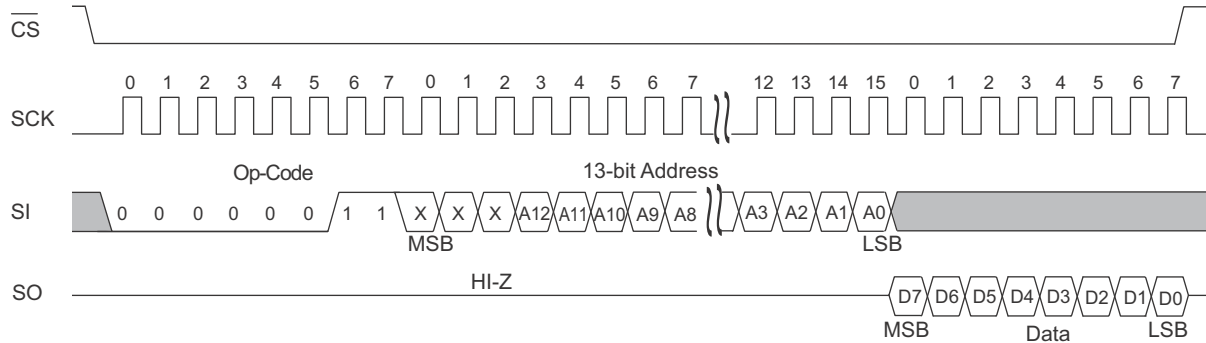 CS
0 1 2 3 4 5 6 7 0 1 2 3 4 5 6 7 12 13 14 15 0 1 2 3 4 5 6 7
SCK
Op-Code 13-bit Address
SI 0 0 0 0 0 0 1 1 X X X A12 A11 A10 A9 A8 A3 A2 A1 A0
MSB LSB
HI-Z
SO D7 D6 D5 D4 D3 D2 D1 D0
MSB Data LSB